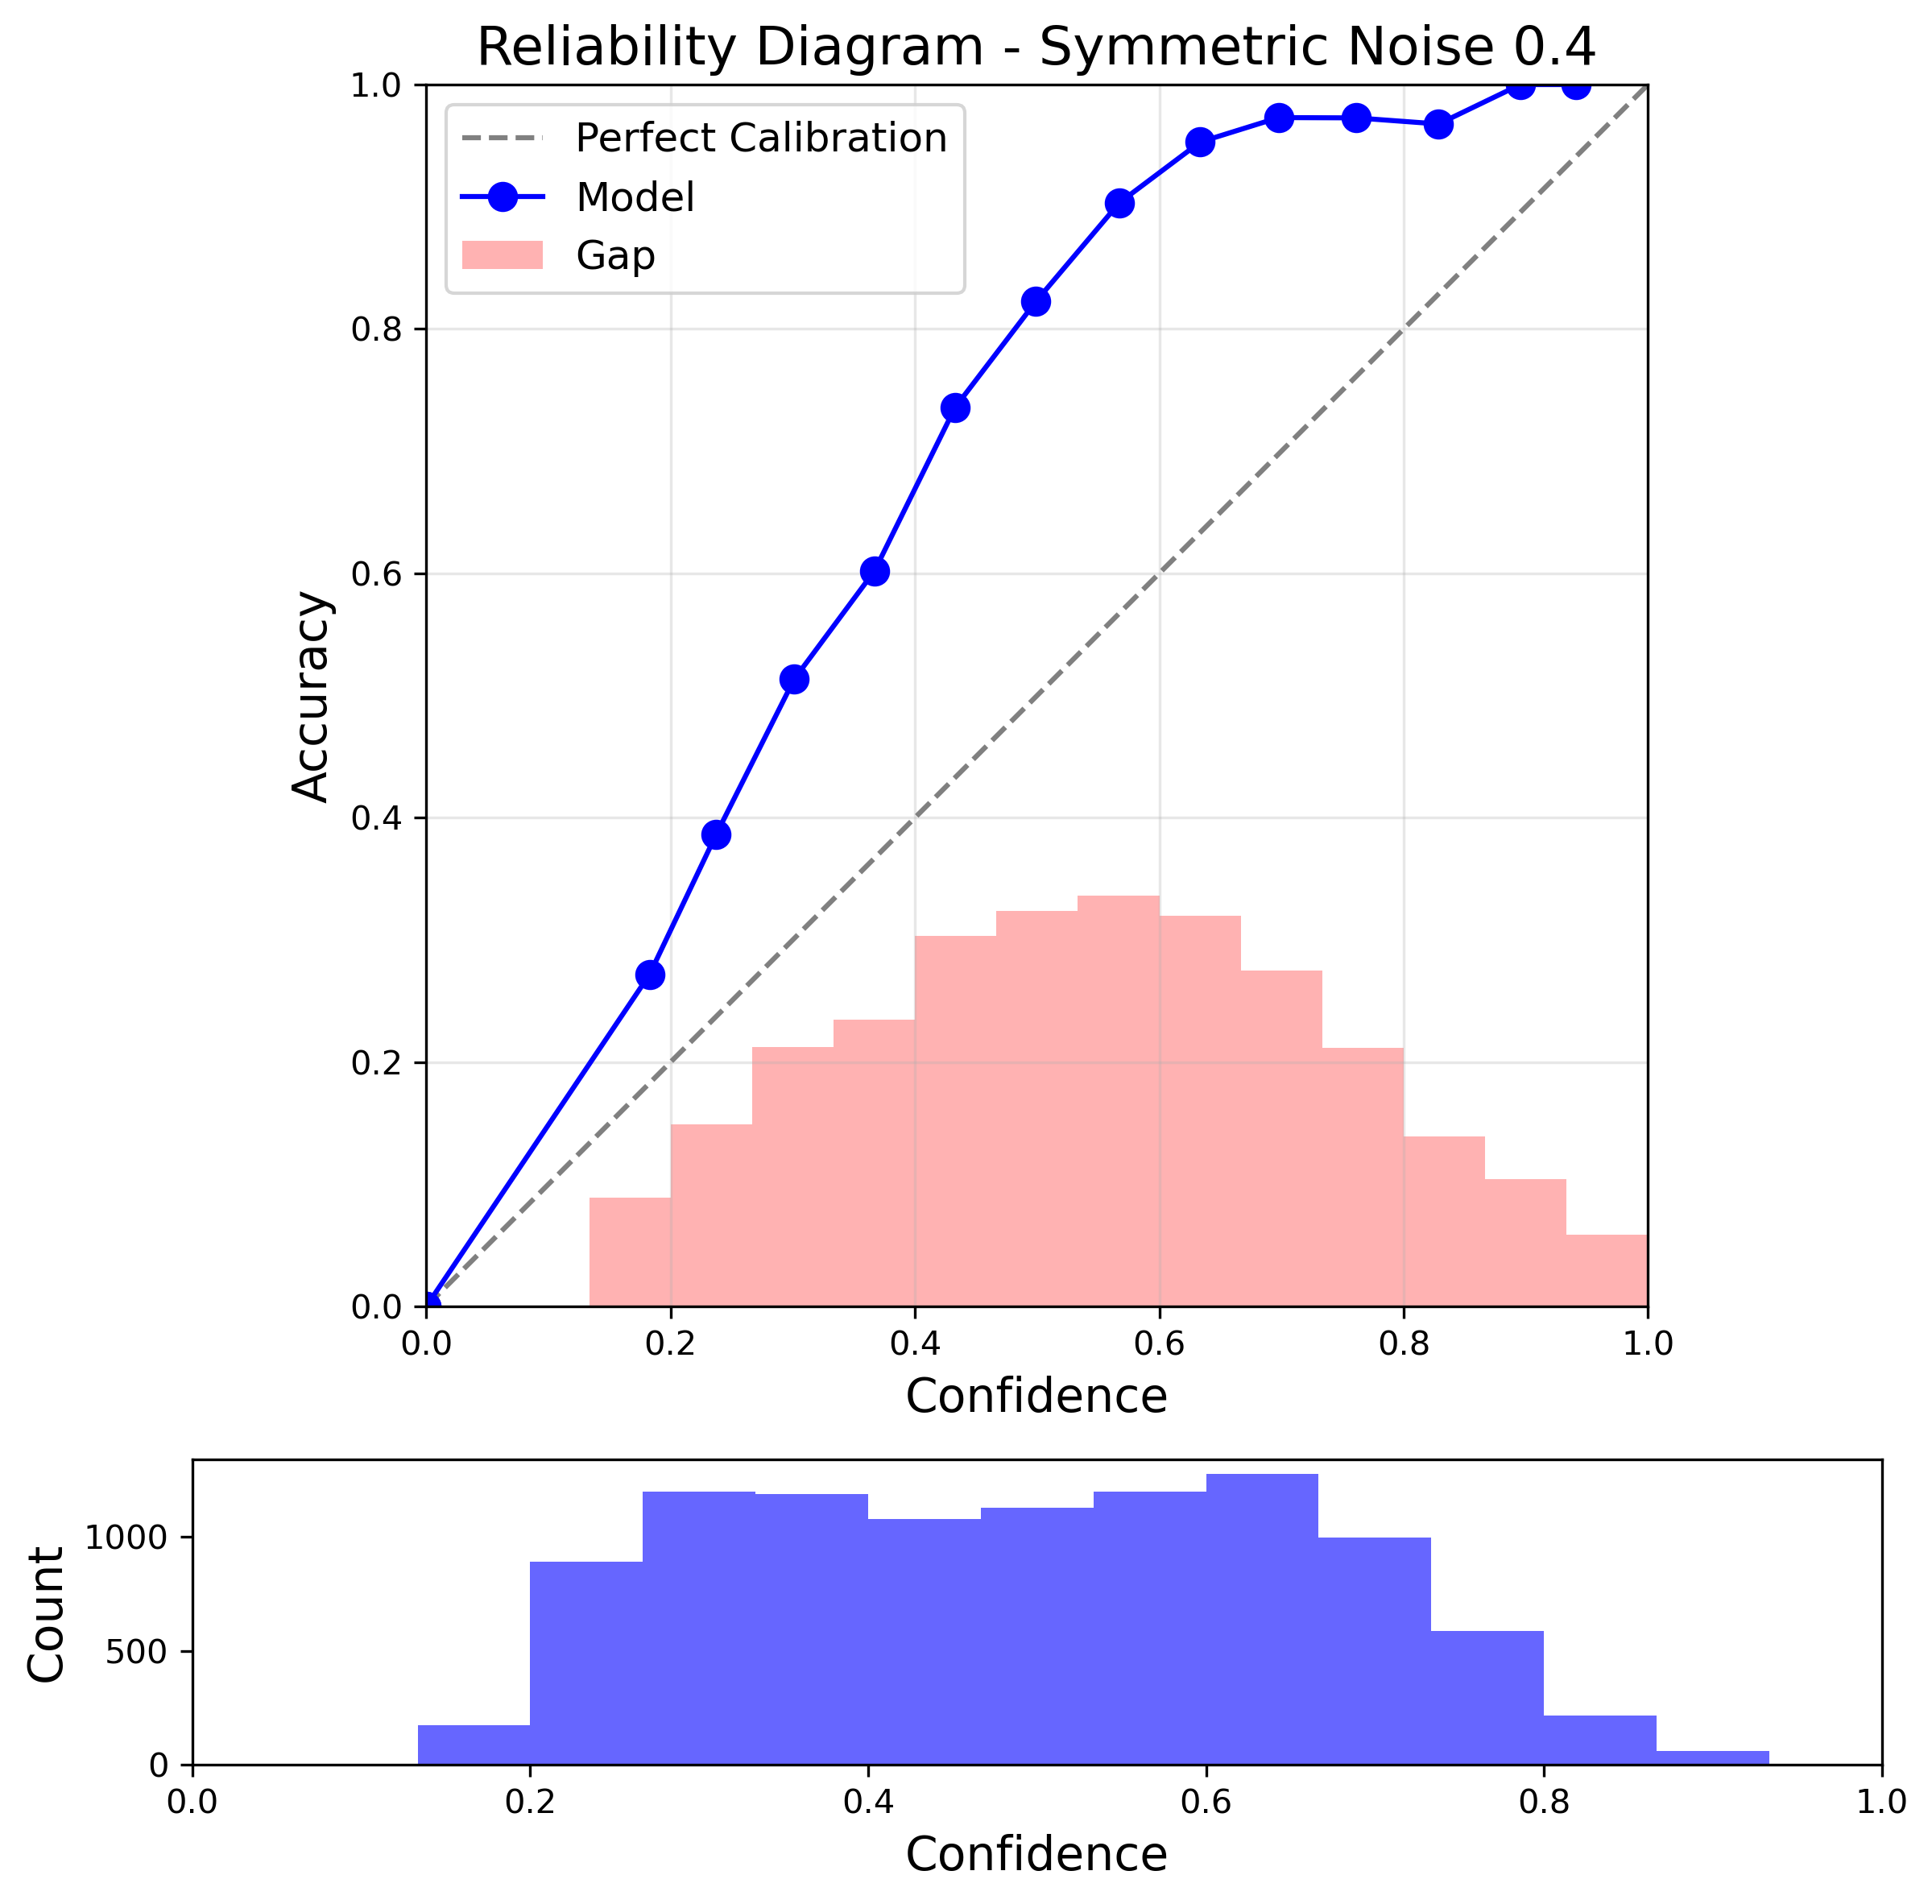 Reliability Diagram - Symmetric Noise 0.4
Perfect Calibration
Model
Gap
Accuracy
1.0
0.8
0.6
0.4
0.2
0.0
0.0 0.2 0.4 0.6 0.8 1.0
Confidence
Count
1000
500
0
0.0 0.2 0.4 0.6 0.8 1.0
Confidence